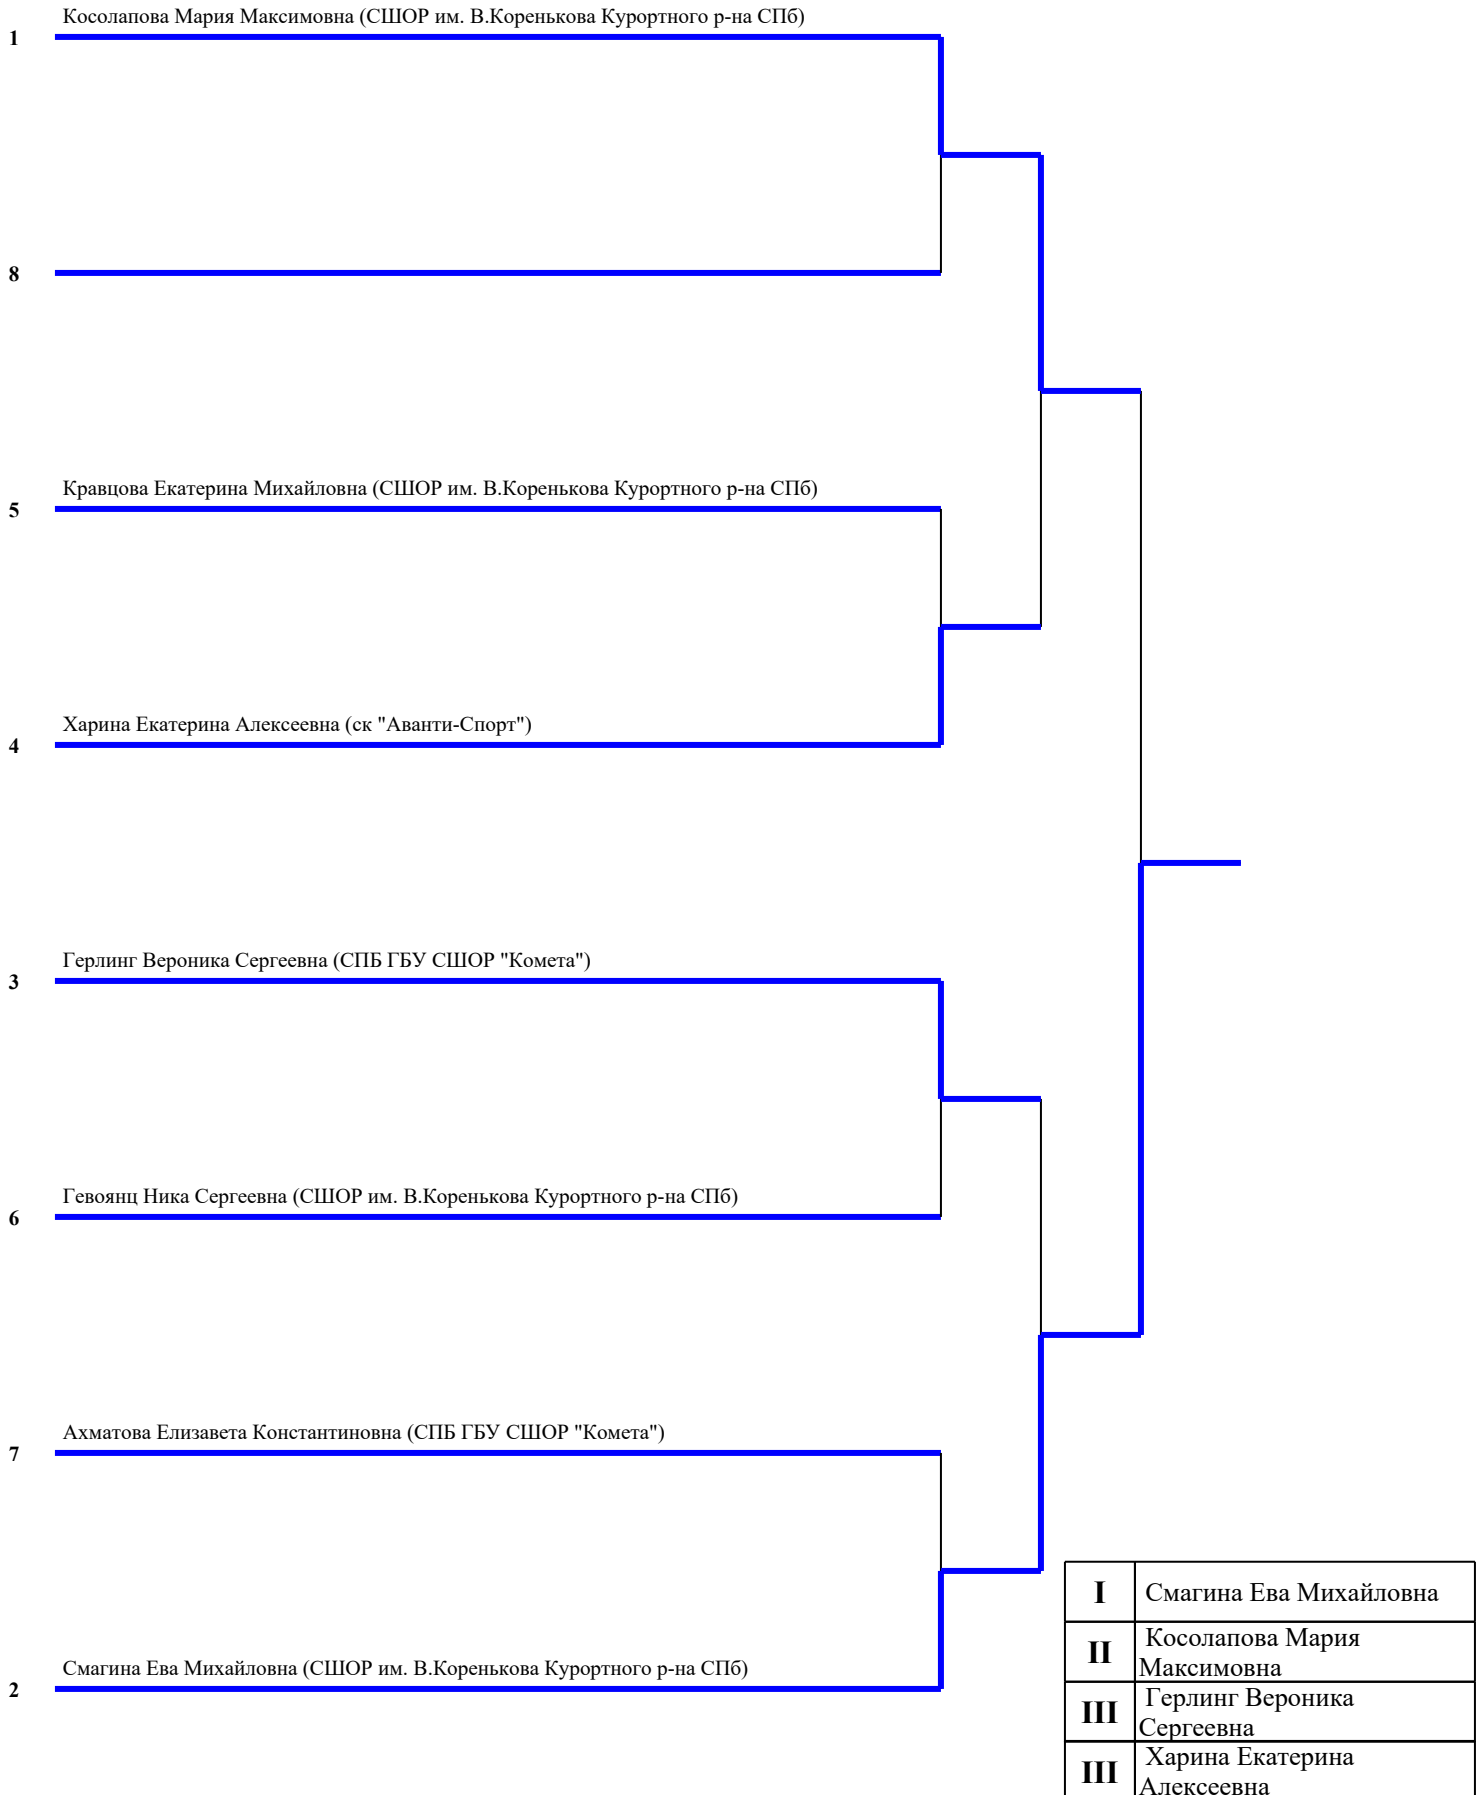 Косолапова Мария Максимовна (СШОР им. В.Коренькова Курортного р-на СПб)
1
8
Кравцова Екатерина Михайловна (СШОР им. В.Коренькова Курортного р-на СПб)
5
Харина Екатерина Алексеевна (ск "Аванти-Спорт")
4
Герлинг Вероника Сергеевна (СПБ ГБУ СШОР "Комета")
3
Гевоянц Ника Сергеевна (СШОР им. В.Коренькова Курортного р-на СПб)
6
Ахматова Елизавета Константиновна (СПБ ГБУ СШОР "Комета")
7
Смагина Ева Михайловна (СШОР им. В.Коренькова Курортного р-на СПб)
2
I Смагина Ева Михайловна
II Косолапова Мария
Максимовна
III Герлинг Вероника
Сергеевна
III Харина Екатерина
Алексеевна